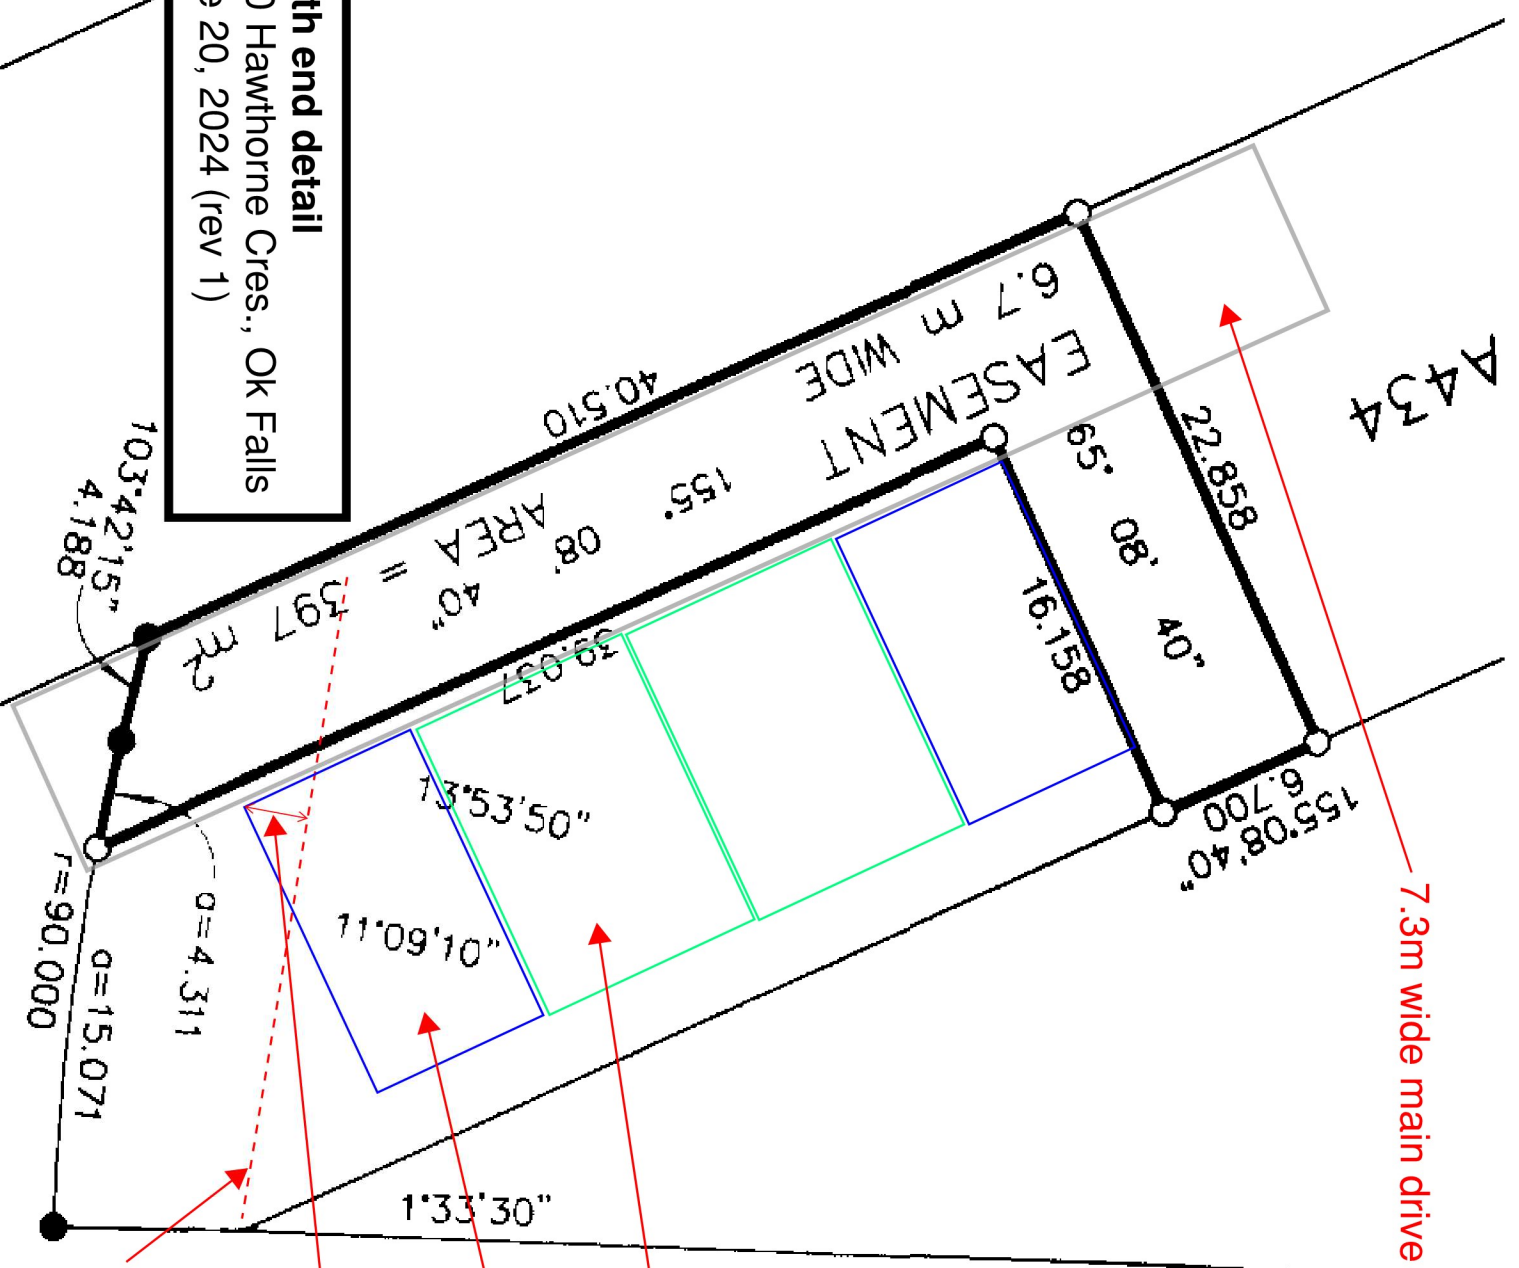 th end detail
0 Hawthorne Cres., Ok Falls
e 20, 2024 (rev 1)
6.7 m WIDE
EASEMENT
AREA = 397 m²
40.510
155° 08' 40"
39.037
103°42'15"
4.188
22.858
65° 08' 40"
16.158
A434
6.700
155°08'40"
13°53'50"
11°09'10"
a=4.311
r=90.000
a=15.071
1°33'30"
7.3m wide main drive